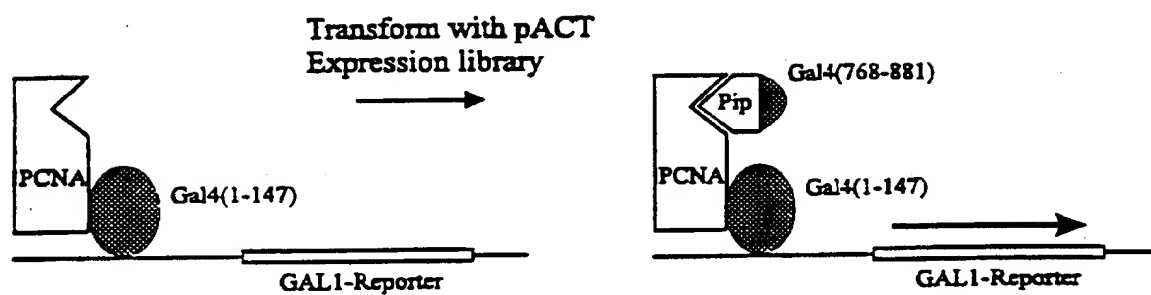 Transform with pACT
Expression library
PCNA
Gal4(1-147)
GAL1-Reporter
Gal4(768-881)
Pip
PCNA
Gal4(1-147)
GAL1-Reporter